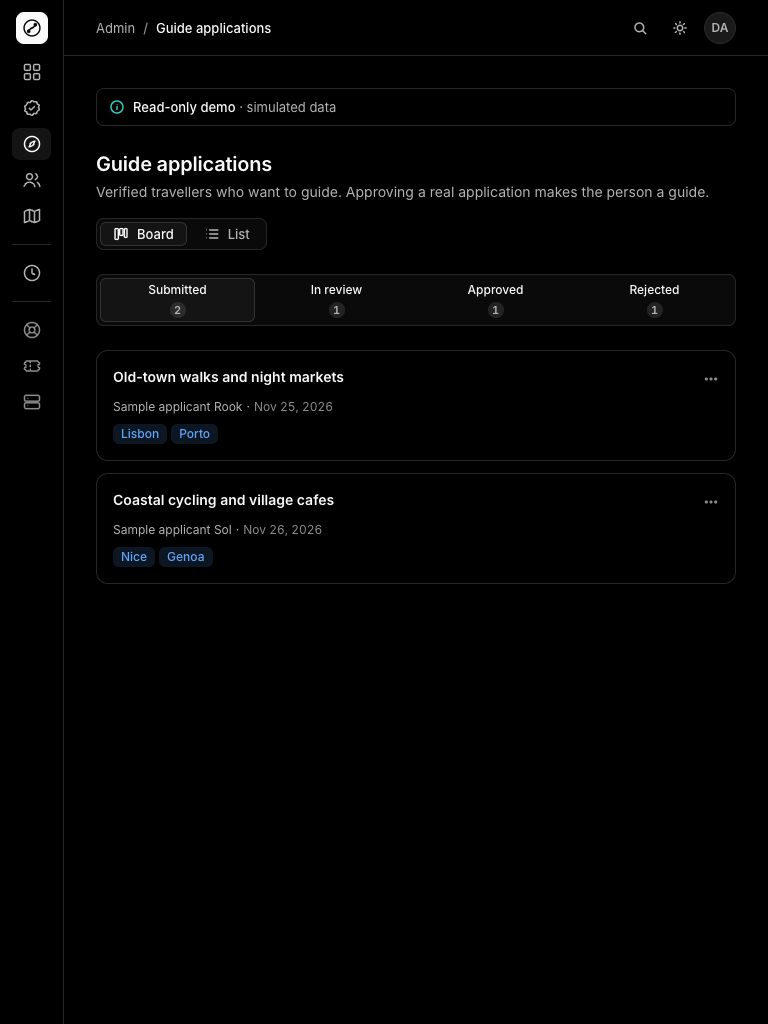 Admin / Guide applications
DA
Read-only demo · simulated data
Guide applications
Verified travellers who want to guide. Approving a real application makes the person a guide.
Board List
Submitted In review Approved Rejected
2 1 1 1
Old-town walks and night markets
Sample applicant Rook · Nov 25, 2026
Lisbon Porto
Coastal cycling and village cafes
Sample applicant Sol · Nov 26, 2026
Nice Genoa